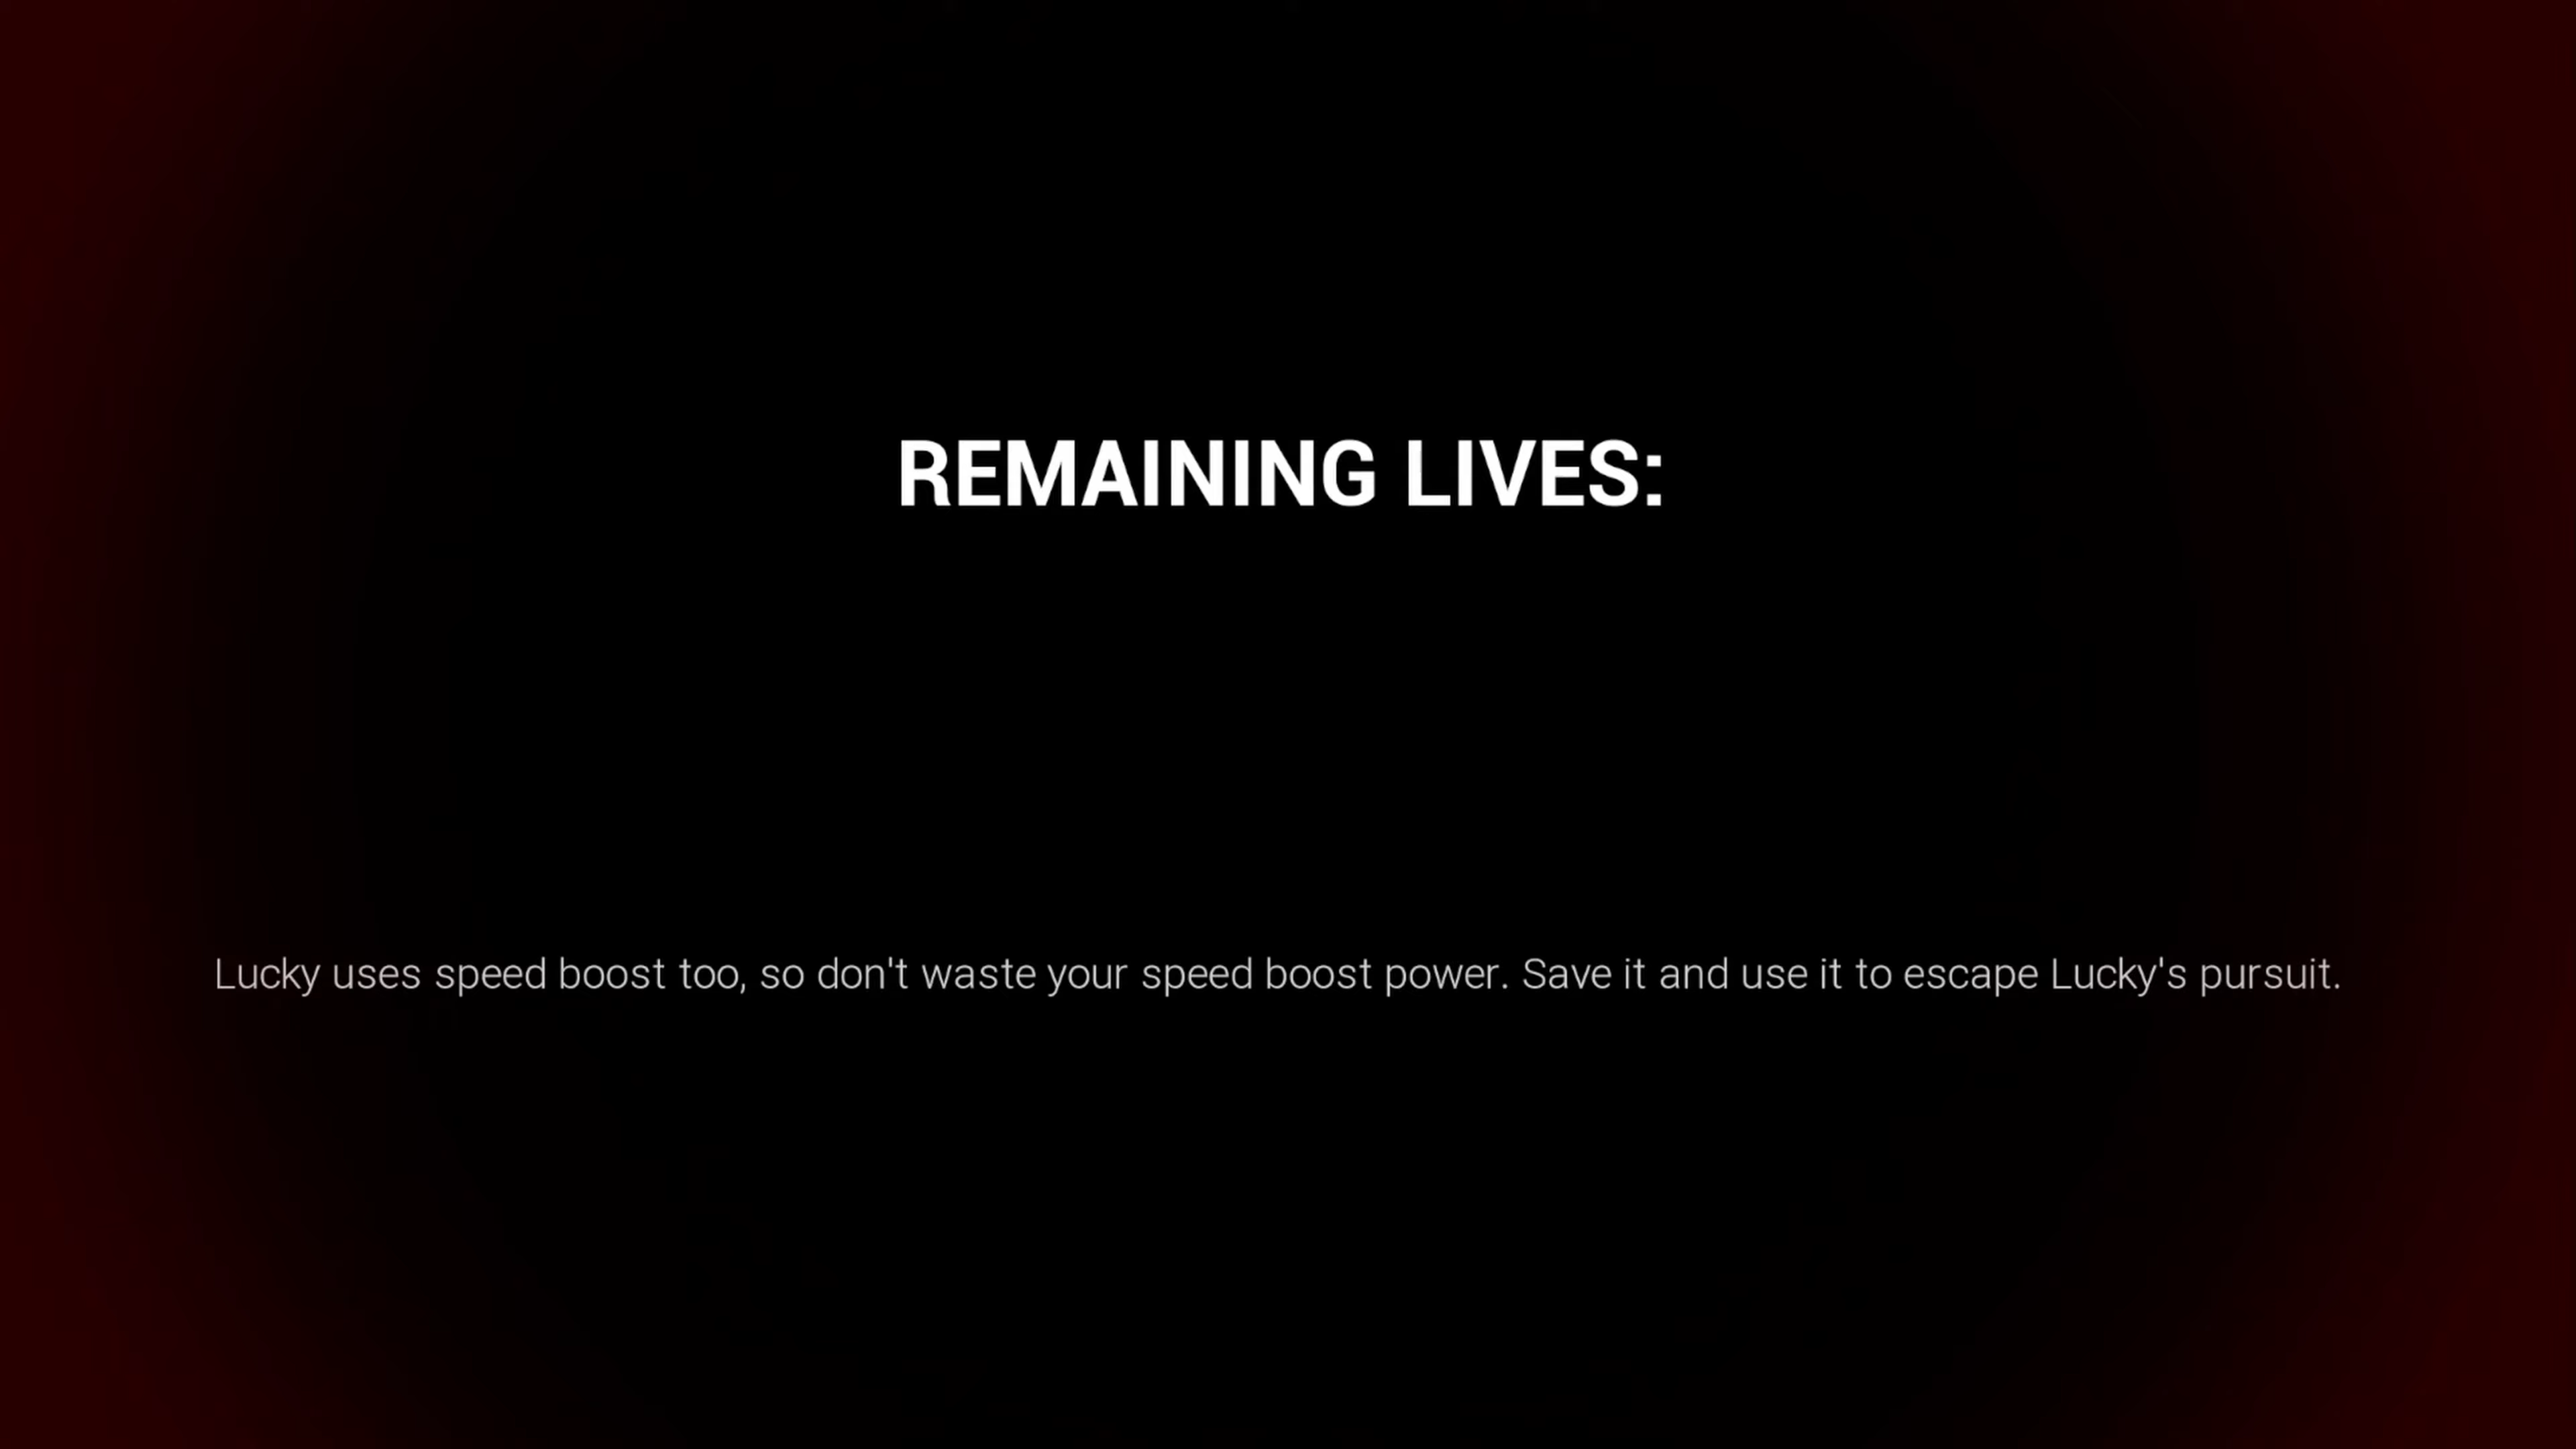 REMAINING LIVES:
Lucky uses speed boost too, so don't waste your speed boost power. Save it and use it to escape Lucky's pursuit.